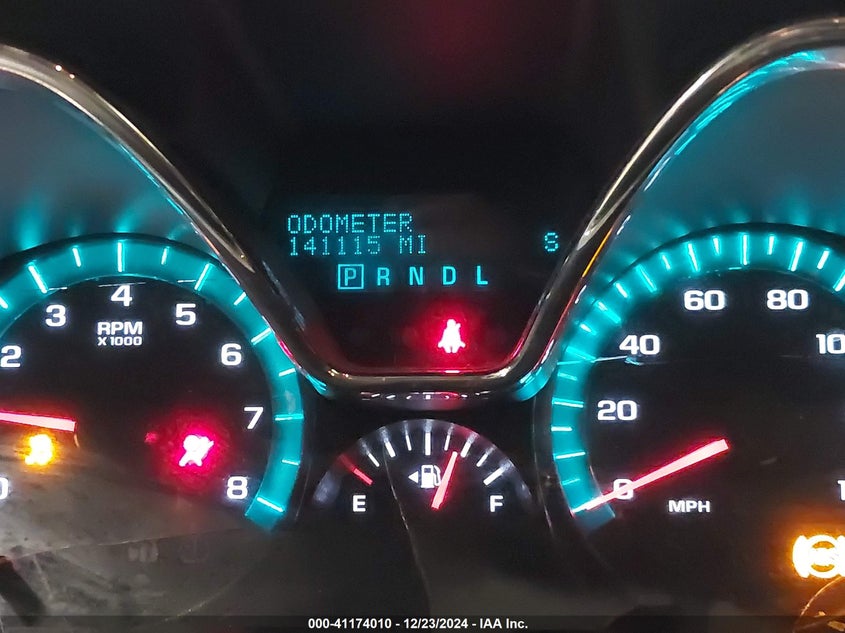 ODOMETER
141115 MI
S
P R N D L
2 3 4 5 6 7 8
RPM
X1000
0
20 40 60 80
MPH
E F
000-41174010 - 12/23/2024 - IAA Inc.